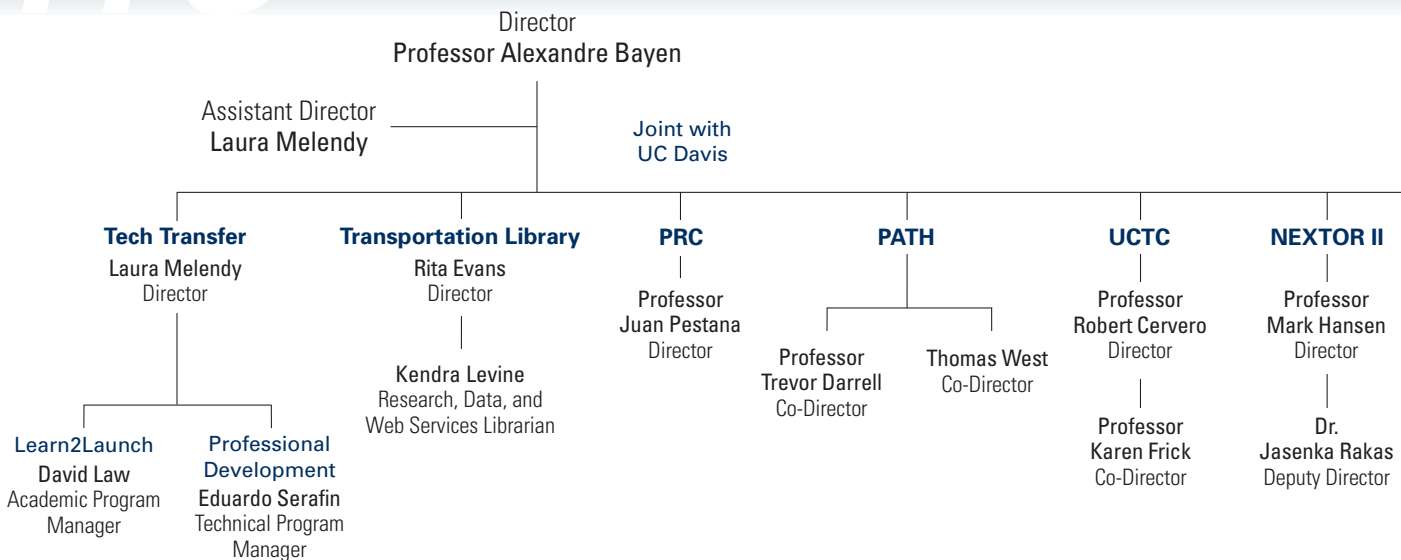 Director
Professor Alexandre Bayen
Assistant Director
Laura Melendy
Joint with
UC Davis
Tech Transfer
Laura Melendy
Director
Learn2Launch
David Law
Academic Program
Manager
Professional
Development
Eduardo Serafin
Technical Program
Manager
Transportation Library
Rita Evans
Director
Kendra Levine
Research, Data, and
Web Services Librarian
PRC
Professor
Juan Pestana
Director
PATH
Professor
Trevor Darrell
Co-Director
Thomas West
Co-Director
UCTC
Professor
Robert Cervero
Director
Professor
Karen Frick
Co-Director
NEXTOR II
Professor
Mark Hansen
Director
Dr.
Jasenka Rakas
Deputy Director